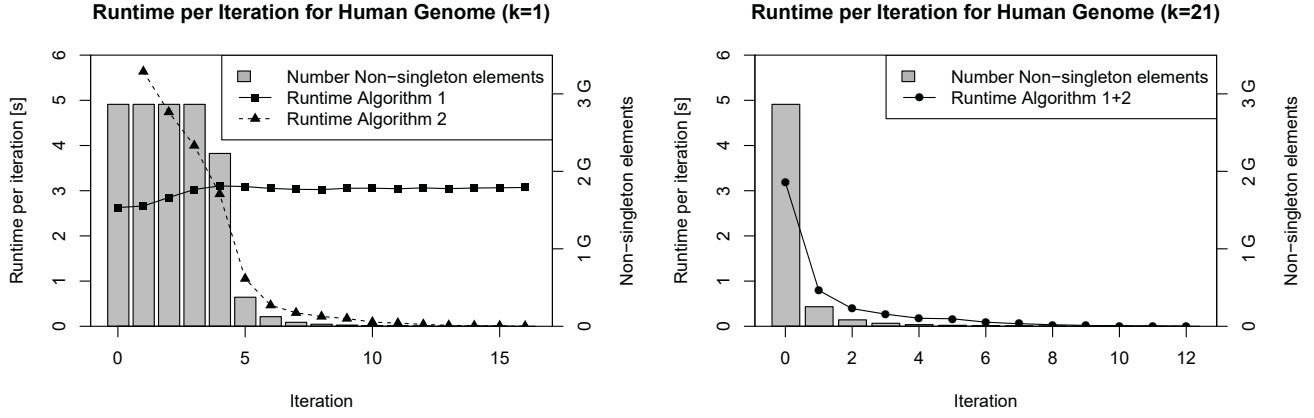 Runtime per Iteration for Human Genome (k=1)
Number Non−singleton elements
Runtime Algorithm 1
Runtime Algorithm 2
Runtime per iteration [s]
0 1 2 3 4 5 6
Non−singleton elements
0 1 G 2 G 3 G
0 5 10 15
Iteration
Runtime per Iteration for Human Genome (k=21)
Number Non−singleton elements
Runtime Algorithm 1+2
Runtime per iteration [s]
0 1 2 3 4 5 6
Non−singleton elements
0 1 G 2 G 3 G
0 2 4 6 8 10 12
Iteration